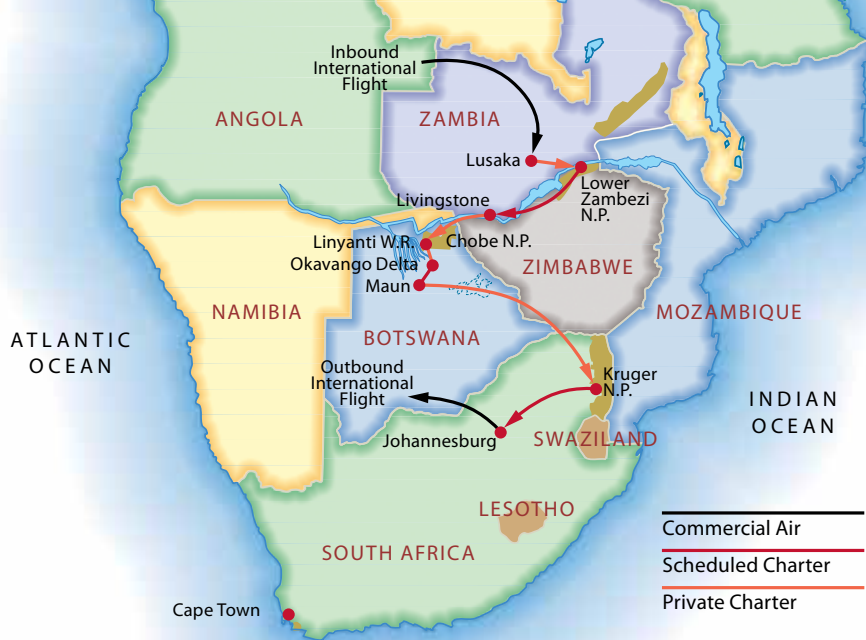 Inbound
International
Flight
ANGOLA
ZAMBIA
Lusaka
Lower
Zambezi
N.P.
Livingstone
Linyanti W.R.
Chobe N.P.
Okavango Delta
Maun
ZIMBABWE
NAMIBIA
MOZAMBIQUE
BOTSWANA
ATLANTIC
OCEAN
Outbound
International
Flight
Kruger
N.P.
INDIAN
OCEAN
Johannesburg
SWAZILAND
LESOTHO
SOUTH AFRICA
Cape Town
Commercial Air
Scheduled Charter
Private Charter